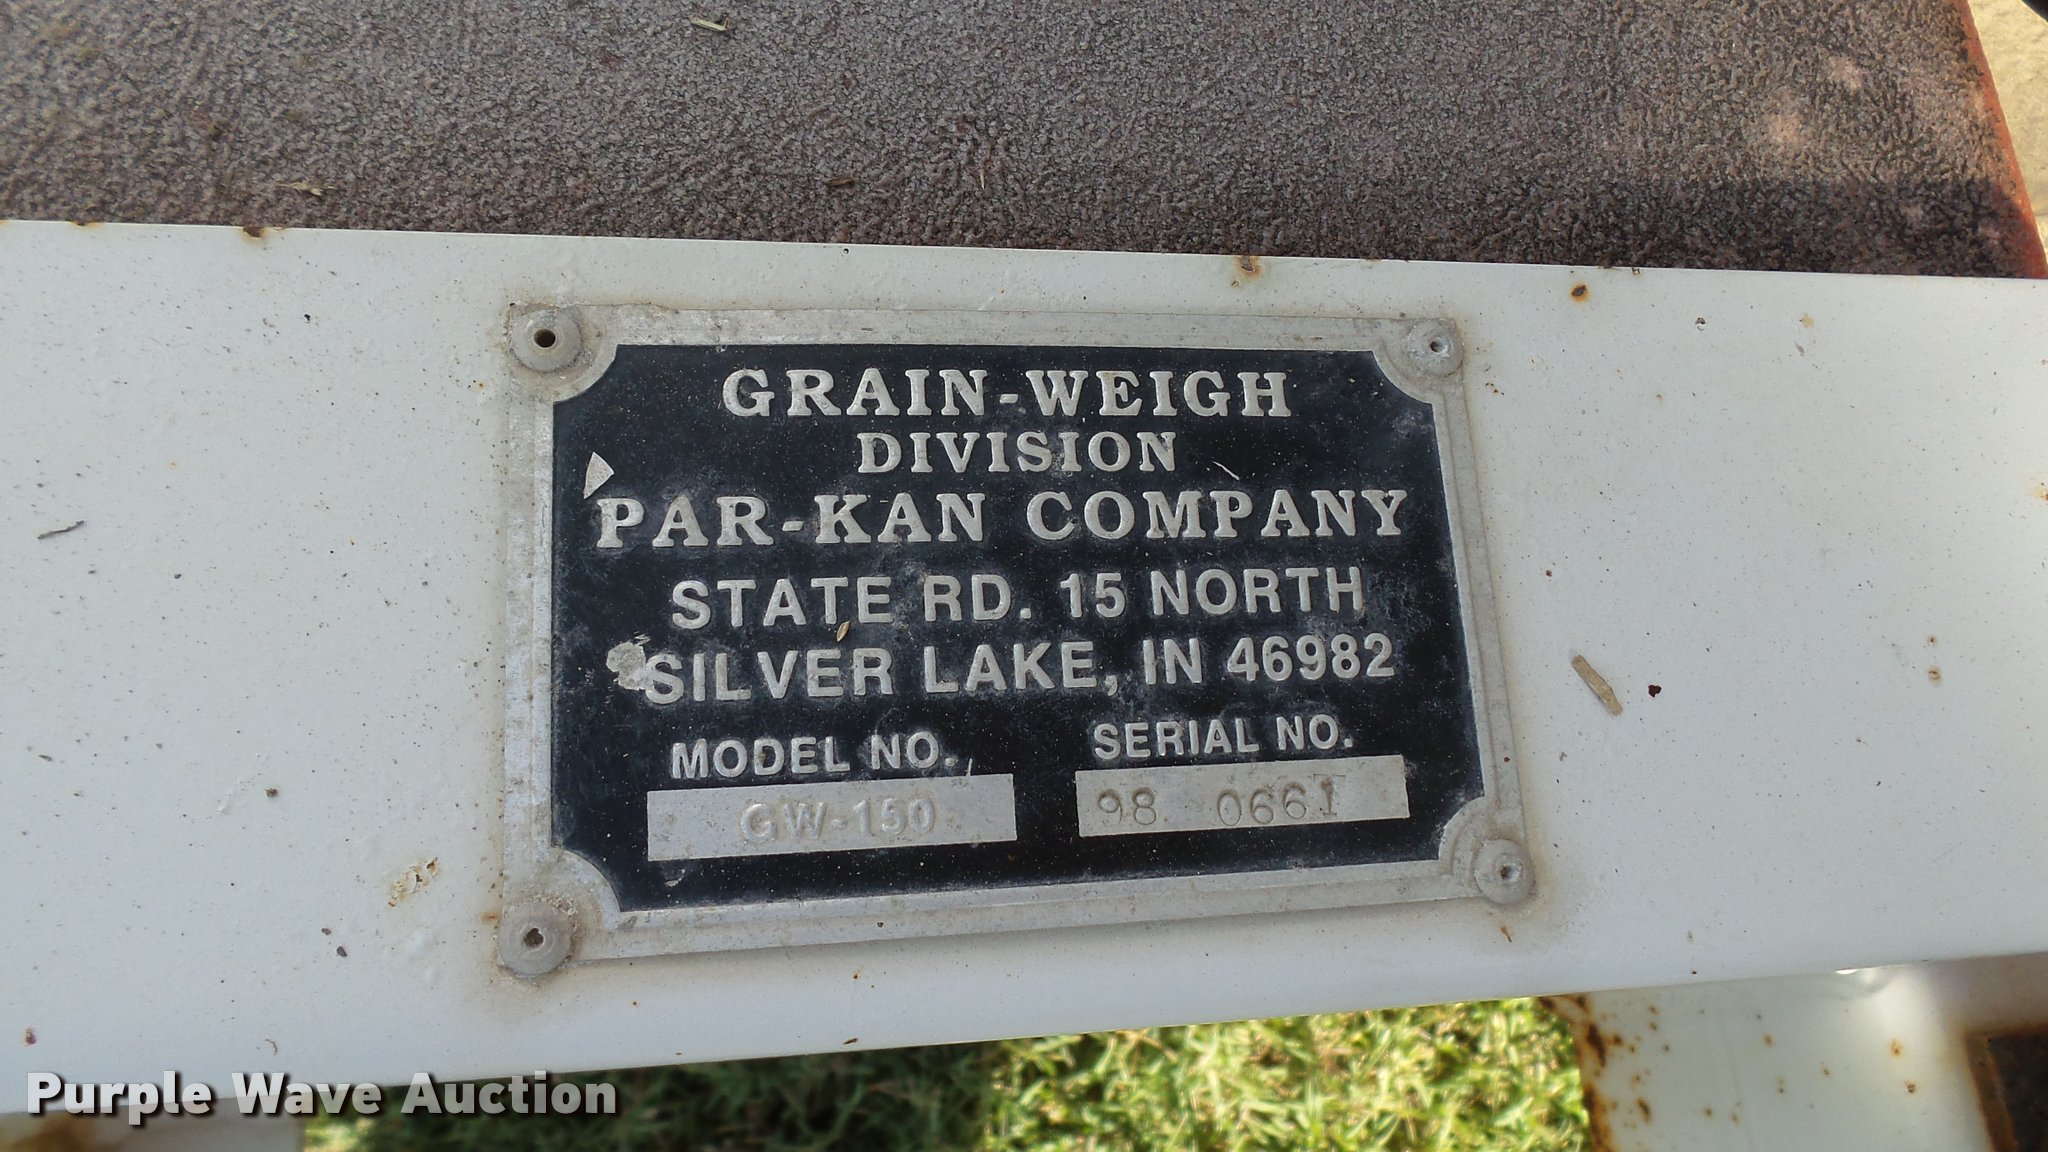 GRAIN-WEIGH
DIVISION
PAR-KAN COMPANY
STATE RD. 15 NORTH
SILVER LAKE, IN 46982
MODEL NO. SERIAL NO.
GW-150 98 0661
Purple Wave Auction